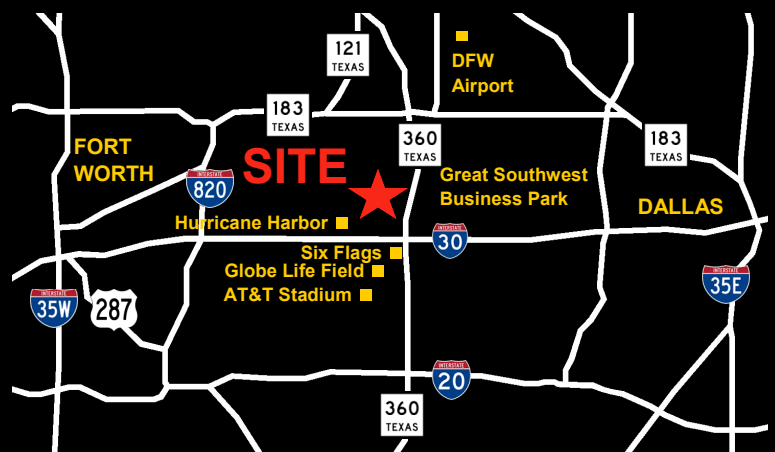 121
TEXAS
DFW
Airport
183
TEXAS
360
TEXAS
183
TEXAS
FORT
WORTH
SITE
INTERSTATE
820
Great Southwest
Business Park
DALLAS
Hurricane Harbor
INTERSTATE
30
Six Flags
Globe Life Field
AT&T Stadium
INTERSTATE
35W
287
INTERSTATE
35E
INTERSTATE
20
360
TEXAS